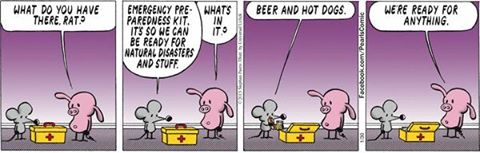 WHAT DO YOU HAVE
THERE, RAT?
EMERGENCY PRE-
PAREDNESS KIT.
IT'S SO WE CAN
BE READY FOR
NATURAL DISASTERS
AND STUFF.
WHAT'S
IN
IT?
BEER AND HOT DOGS.
WE'RE READY FOR
ANYTHING.
Facebook.com/PearlsComic
1/30